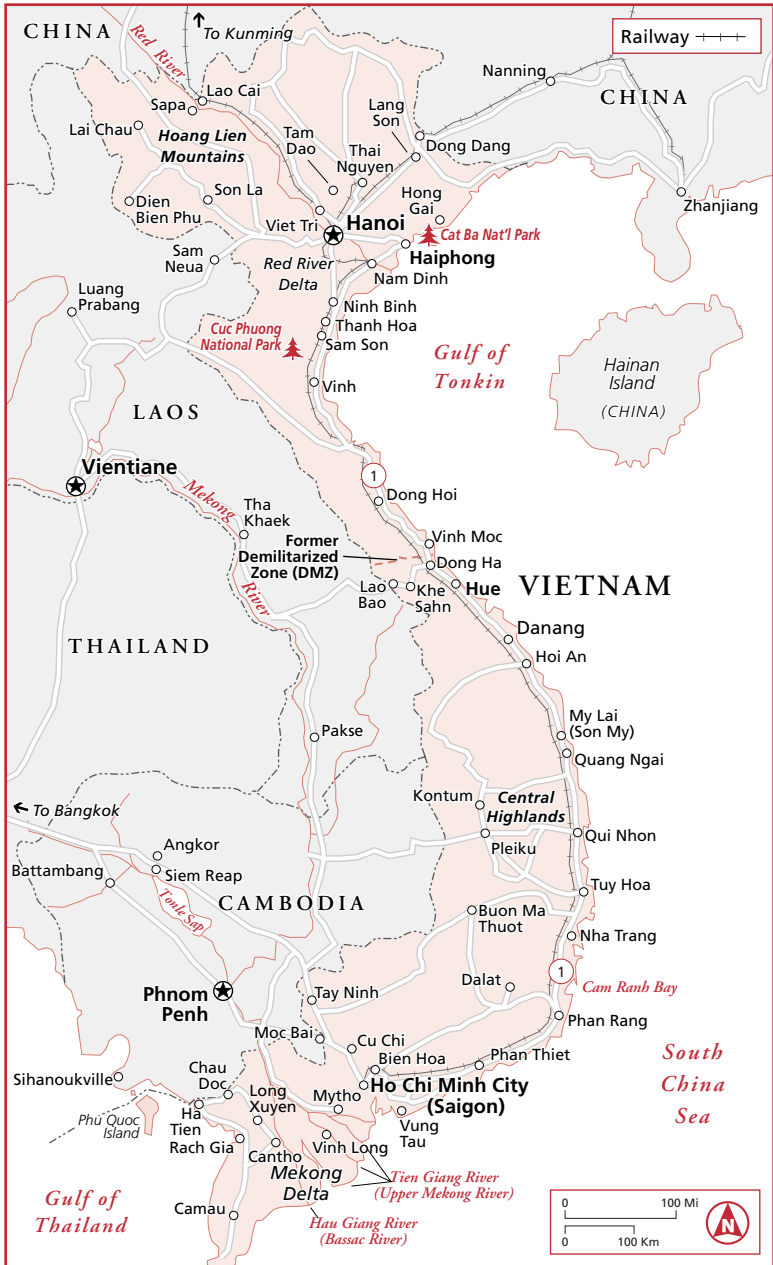 CHINA
To Kunming
Railway
Red River
Nanning
CHINA
Lao Cai
Sapa
Lang
Son
Lai Chau
Hoang Lien
Mountains
Tam
Dao
Thai
Nguyen
Dong Dang
Dien
Bien Phu
Son La
Hong
Gai
Zhanjiang
Viet Tri
Hanoi
Cat Ba Nat’l Park
Haiphong
Sam
Neua
Red River
Delta
Nam Dinh
Luang
Prabang
Ninh Binh
Thanh Hoa
Cuc Phuong
National Park
Sam Son
Gulf of
Tonkin
Hainan
Island
(CHINA)
Vinh
LAOS
Vientiane
1
Mekong
River
Tha
Khaek
Dong Hoi
Former
Demilitarized
Zone (DMZ)
Vinh Moc
Dong Ha
Lao
Bao
Khe
Sahn
Hue
VIETNAM
THAILAND
Danang
Hoi An
Pakse
My Lai
(Son My)
Quang Ngai
To Bangkok
Kontum
Central
Highlands
Angkor
Siem Reap
Pleiku
Qui Nhon
Battambang
Tonle Sap
CAMBODIA
Tuy Hoa
Buon Ma
Thuot
Nha Trang
1
Phnom
Penh
Tay Ninh
Dalat
Cam Ranh Bay
Phan Rang
Moc Bai
Cu Chi
Bien Hoa
Phan Thiet
South
China
Sea
Sihanoukville
Chau
Doc
Long
Xuyen
Mytho
Ho Chi Minh City
(Saigon)
Phu Quoc
Island
Ha
Tien
Rach Gia
Vung
Tau
Cantho
Vinh Long
Mekong
Delta
Tien Giang River
(Upper Mekong River)
Gulf of
Thailand
Camau
Hau Giang River
(Bassac River)
0
100 Mi
0
100 Km
N